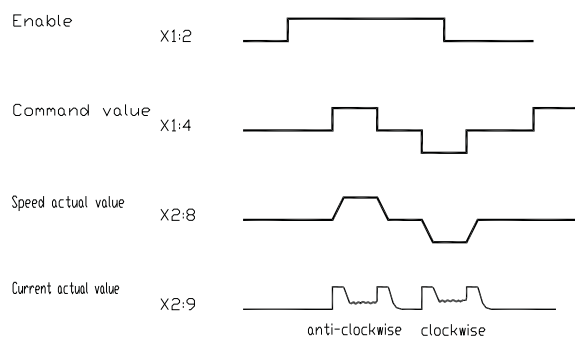 Enable X1:2
Command value X1:4
Speed actual value X2:8
Current actual value X2:9
anti-clockwise clockwise